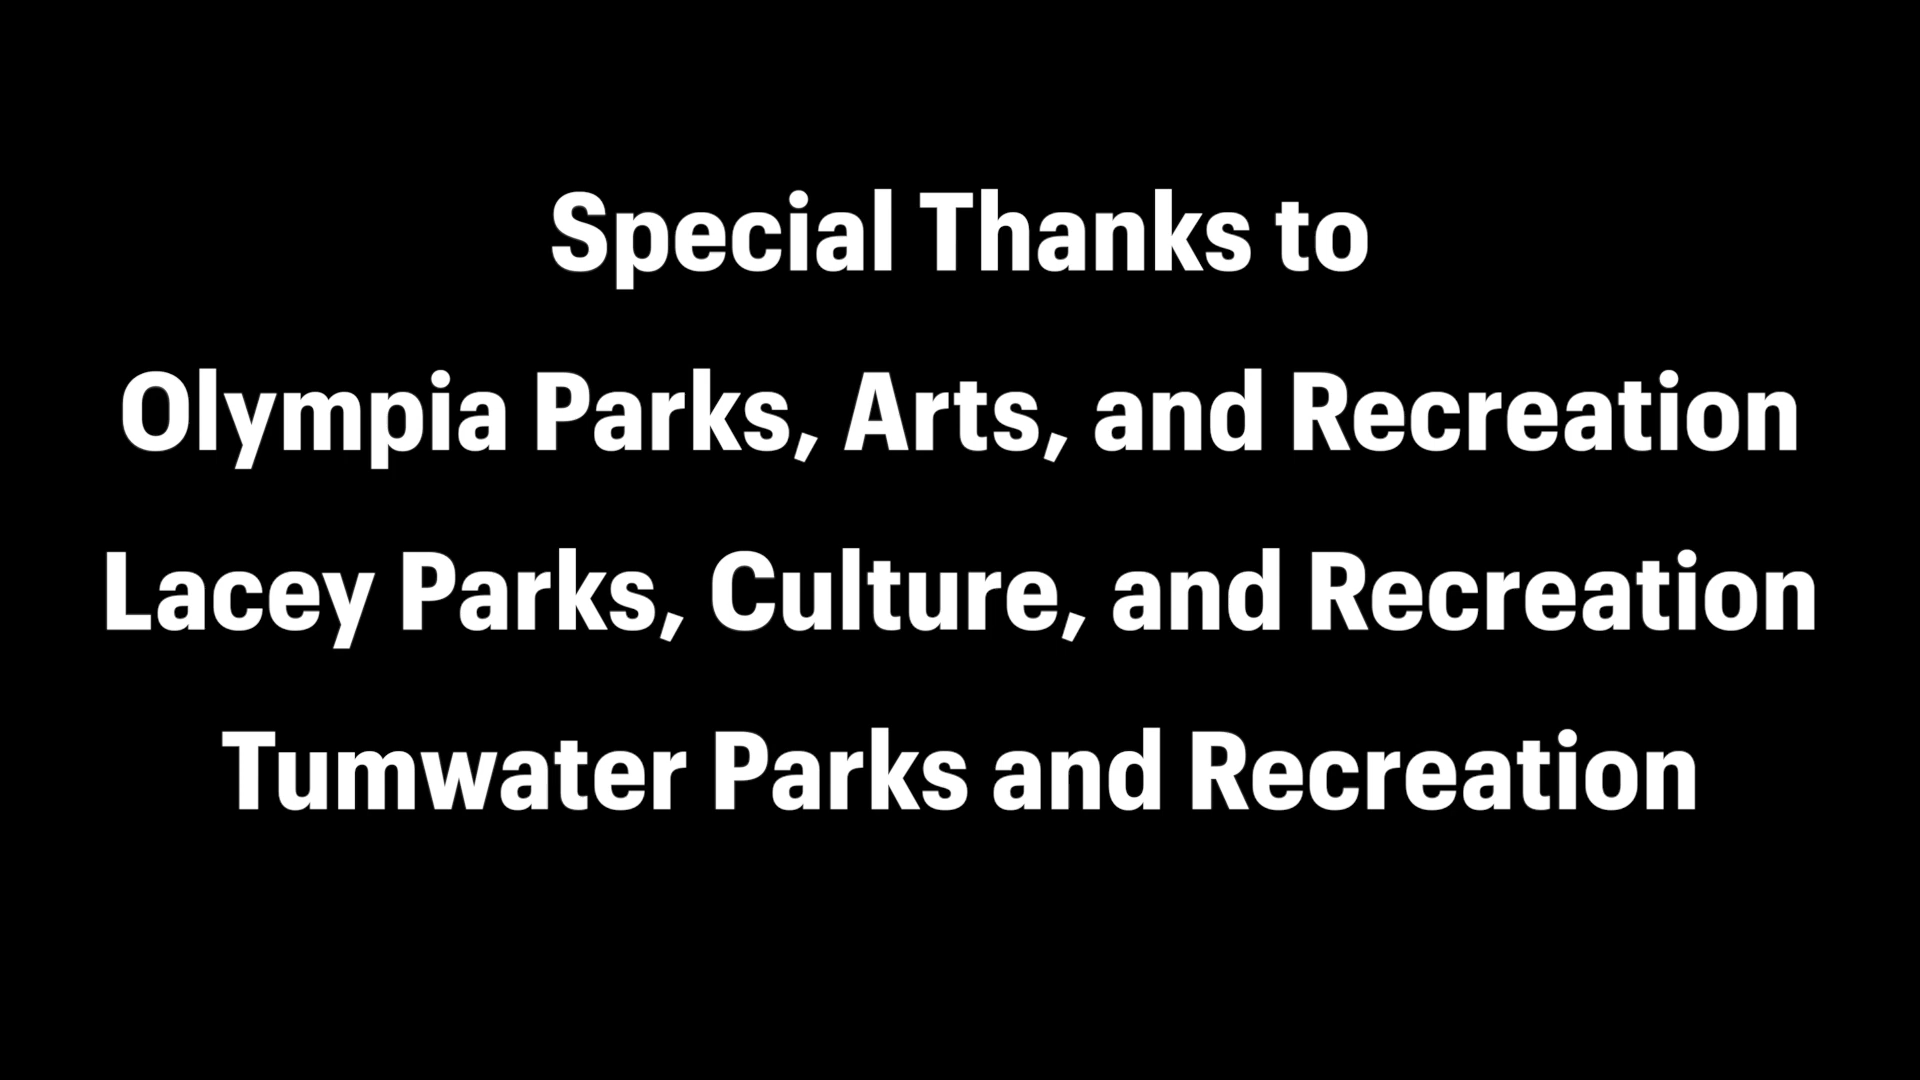 Special Thanks to
Olympia Parks, Arts, and Recreation
Lacey Parks, Culture, and Recreation
Tumwater Parks and Recreation